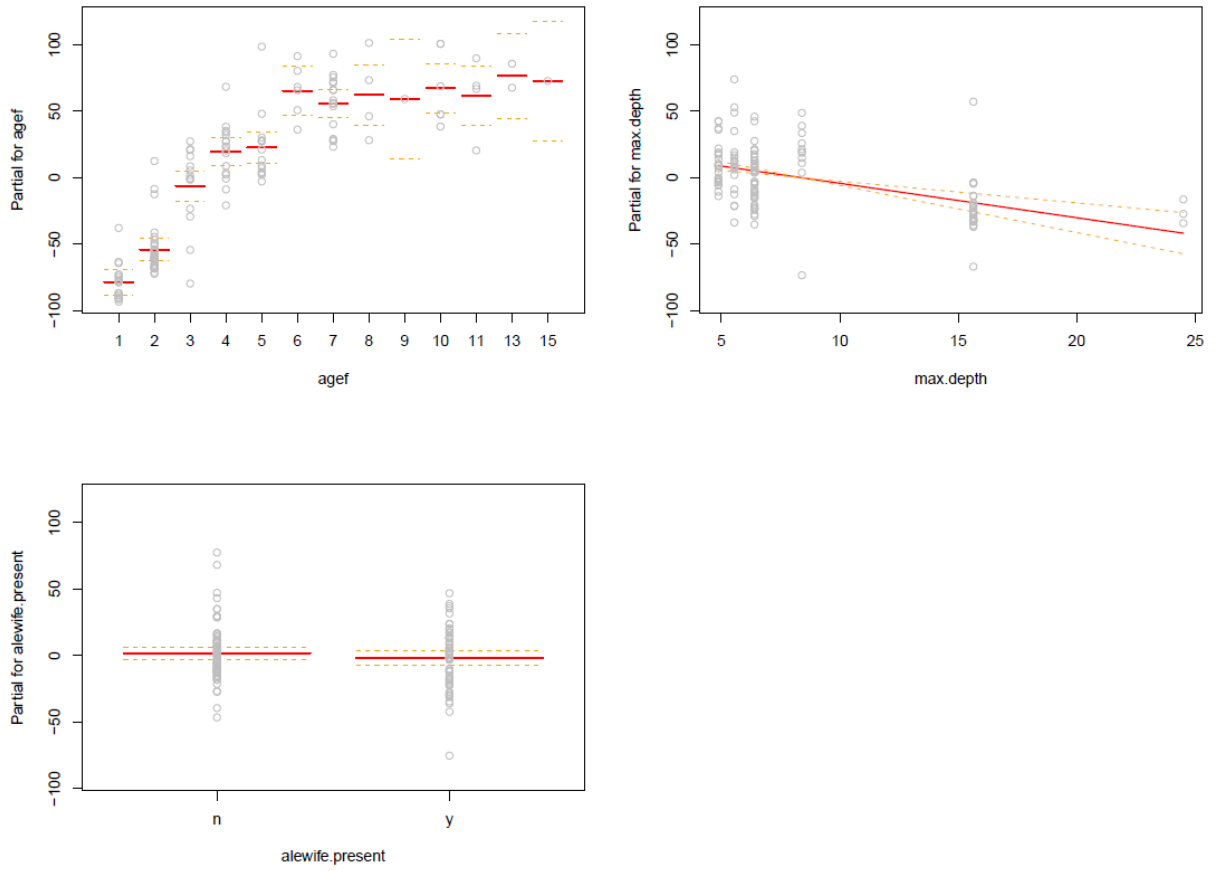 Partial for agef
100
50
0
−50
−100
1 2 3 4 5 6 7 8 9 10 11 13 15
agef
Partial for max.depth
100
50
0
−50
−100
5 10 15 20 25
max.depth
Partial for alewife.present
100
50
0
−50
−100
n y
alewife.present